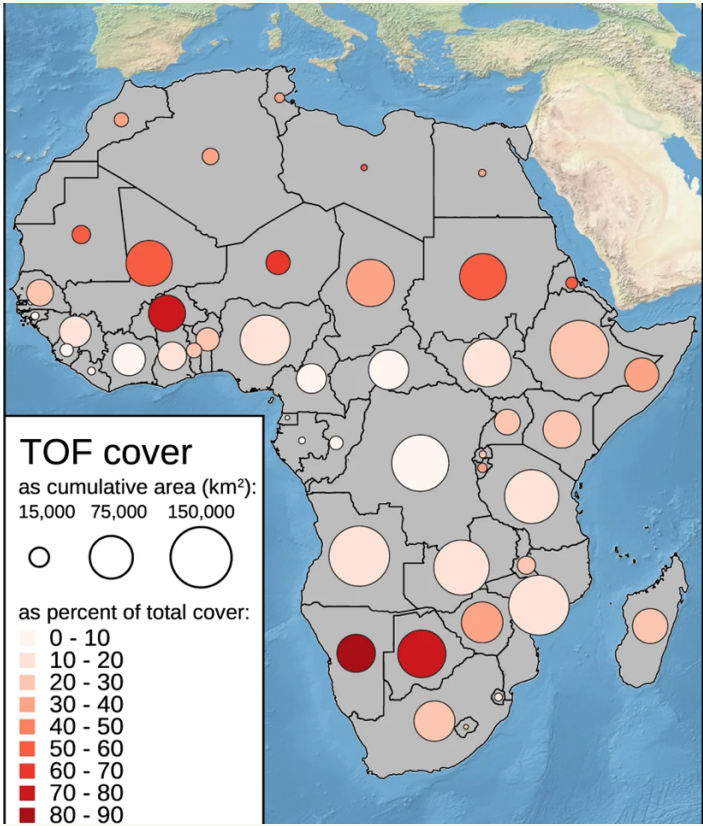 TOF cover
as cumulative area (km²):
15,000 75,000 150,000
as percent of total cover:
0 - 10
10 - 20
20 - 30
30 - 40
40 - 50
50 - 60
60 - 70
70 - 80
80 - 90